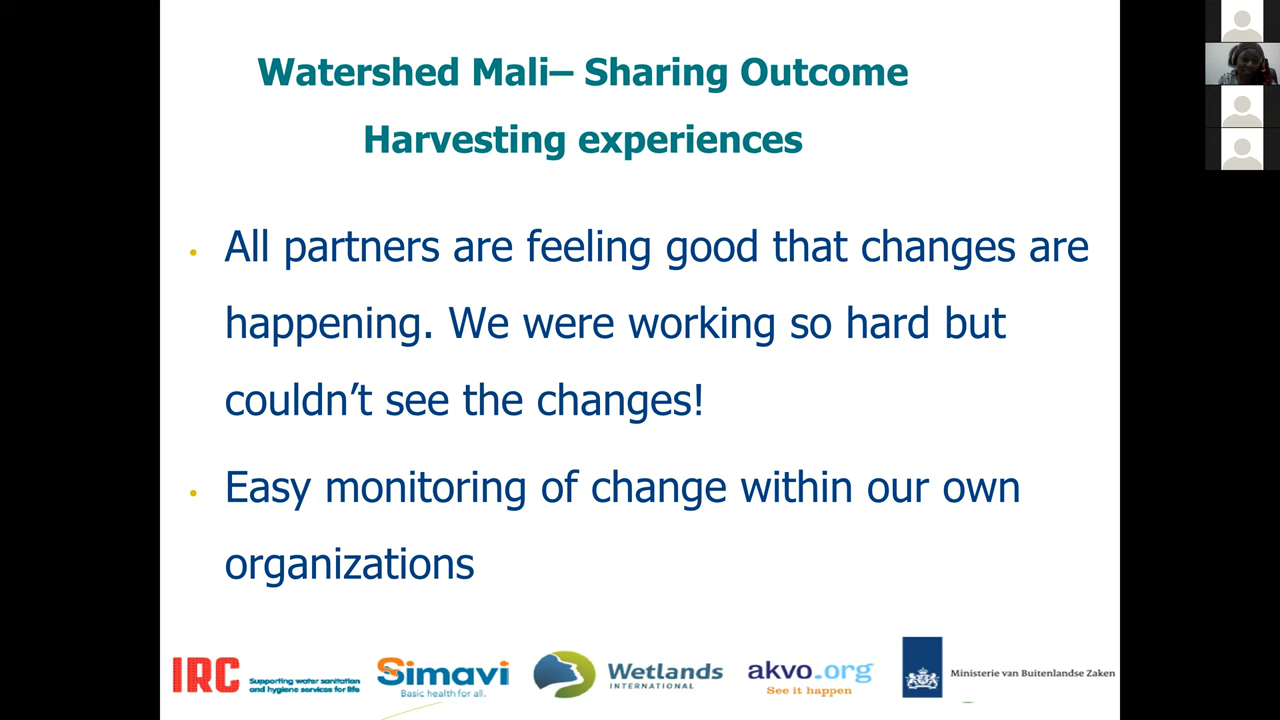 Watershed Mali– Sharing Outcome
Harvesting experiences
• All partners are feeling good that changes are
happening. We were working so hard but
couldn’t see the changes!
• Easy monitoring of change within our own
organizations
IRC
Supporting water sanitation
and hygiene services for life
Simavi
Basic health for all.
Wetlands
INTERNATIONAL
akvo.org
See it happen
Ministerie van Buitenlandse Zaken